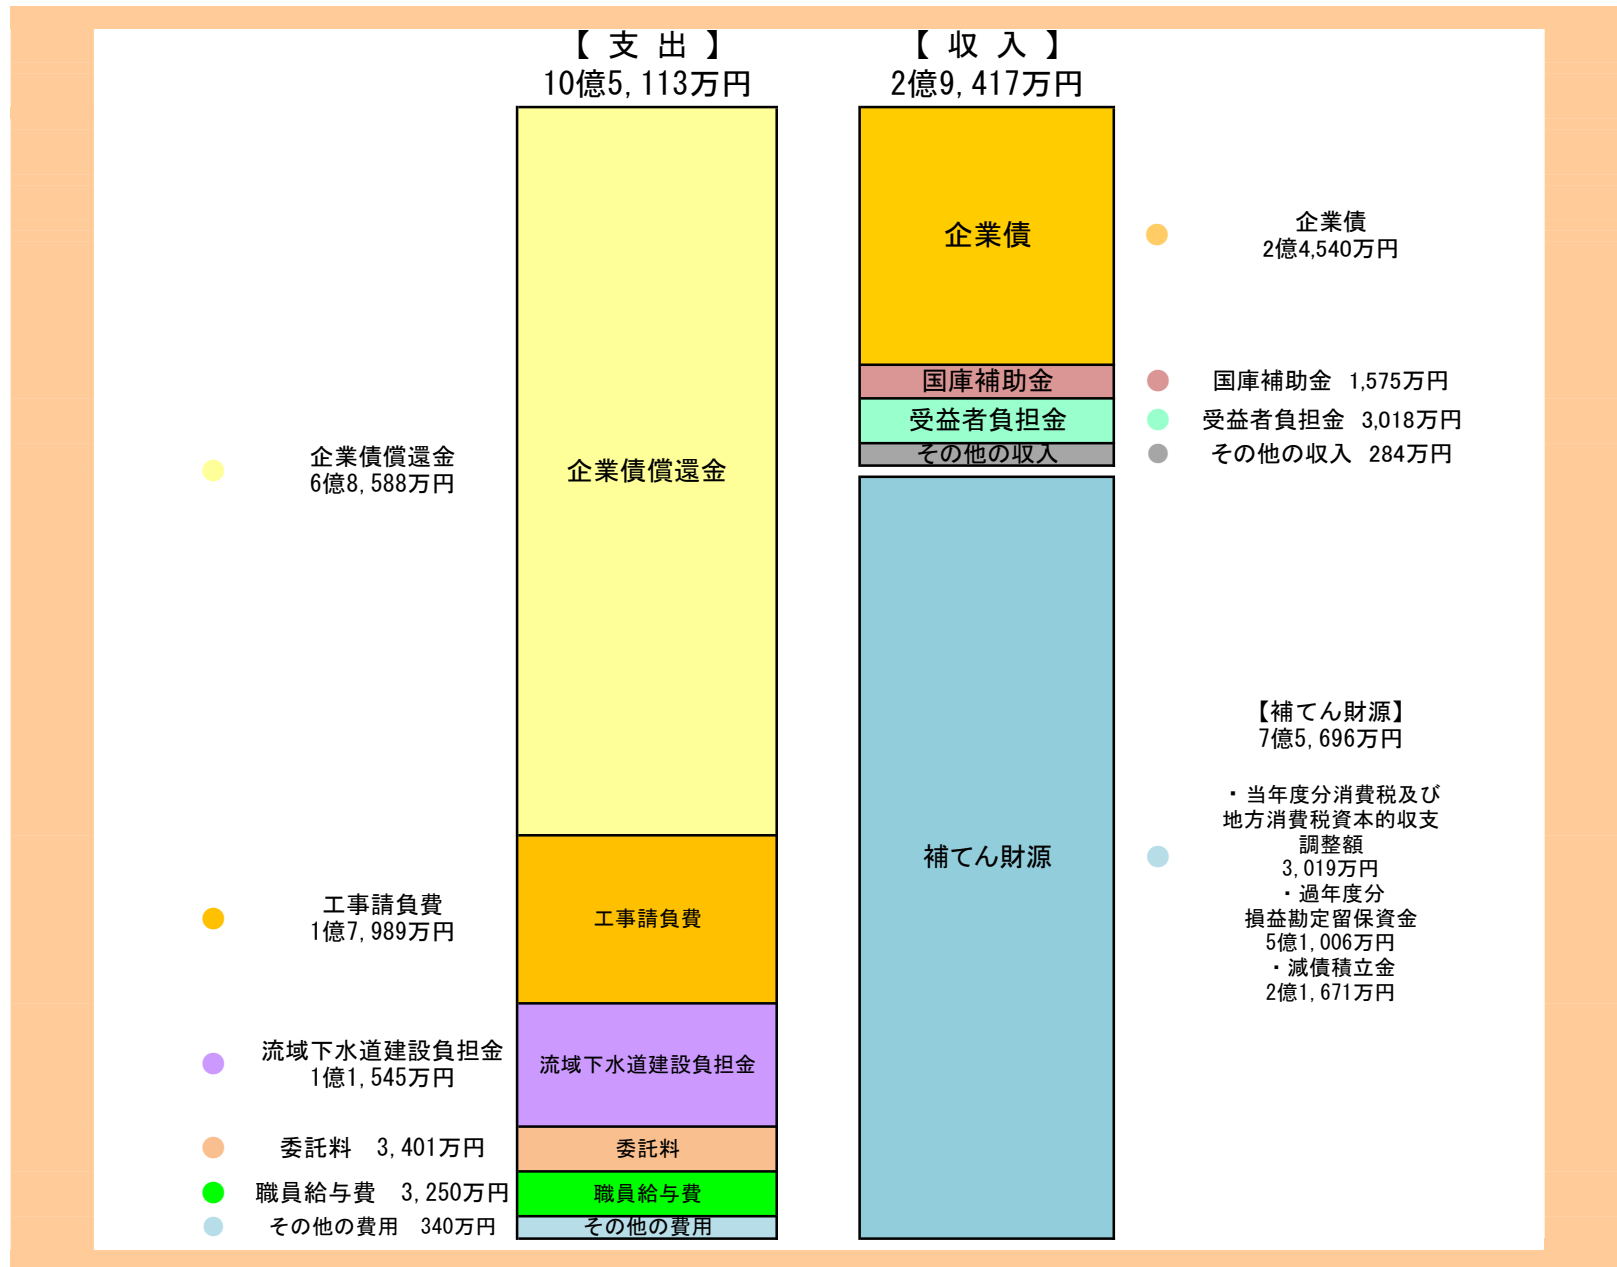 【 支 出 】
10億5,113万円
企業債償還金
6億8,588万円
企業債償還金
工事請負費
1億7,989万円
工事請負費
流域下水道建設負担金
1億1,545万円
流域下水道建設負担金
委託料 3,401万円
委託料
職員給与費 3,250万円
職員給与費
その他の費用 340万円
その他の費用
【 収 入 】
2億9,417万円
企業債
企業債
2億4,540万円
国庫補助金
国庫補助金 1,575万円
受益者負担金
受益者負担金 3,018万円
その他の収入
その他の収入 284万円
補てん財源
【補てん財源】
7億5,696万円
・当年度分消費税及び
地方消費税資本的収支
調整額
3,019万円
・過年度分
損益勘定留保資金
5億1,006万円
・減債積立金
2億1,671万円